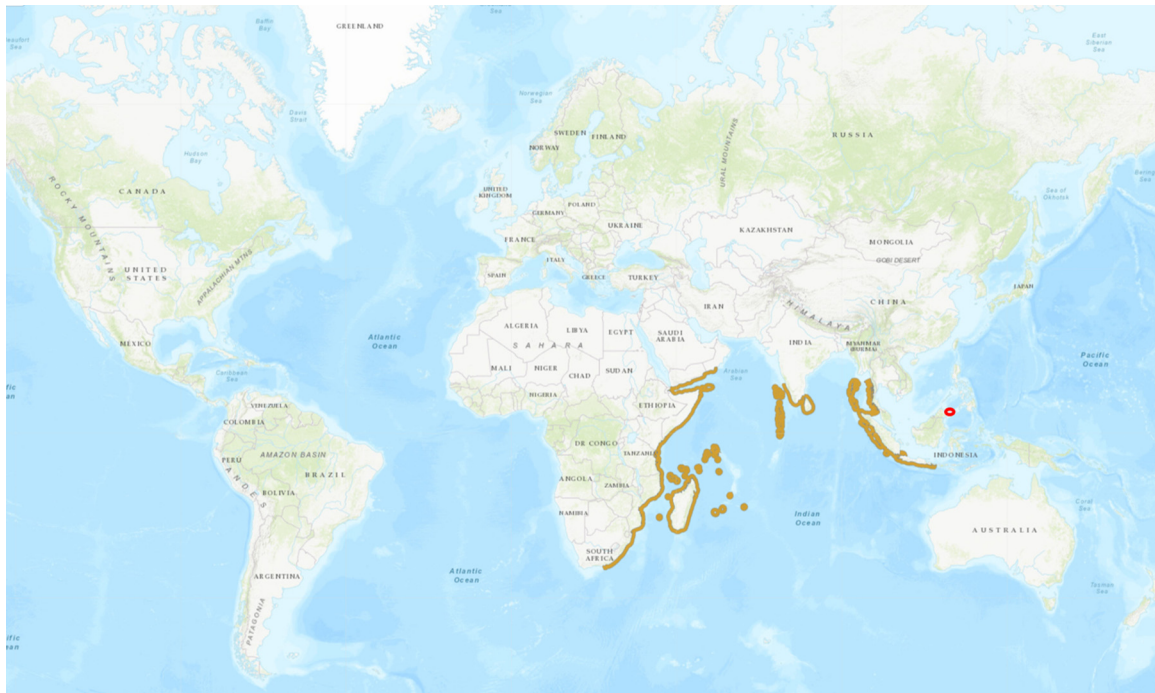 GREENLAND
Baffin
Bay
East
Siberian
Sea
Sea
Norwegian
Sea
Davis
Strait
SWEDEN
FINLAND
NORWAY
RUSSIA
URAL MOUNTAINS
Hudson
Bay
CANADA
ROCKY MOUNTAINS
UNITED
KINGDOM
POLAND
GERMANY
UKRAINE
KAZAKHSTAN
MONGOLIA
Sea of
Okhotsk
FRANCE
ITALY
SPAIN
GREECE
TURKEY
GOBI DESERT
UNITED
STATES
APPALACHIAN MTNS
IRAN
HIMALAYA
CHINA
JAPAN
Atlantic
Ocean
ALGERIA
LIBYA
EGYPT
SAUDI
ARABIA
SAHARA
INDIA
MYANMAR
(BURMA)
Pacific
Ocean
MEXICO
Caribbean
Sea
MALI
NIGER
CHAD
SUDAN
Arabian
Sea
NIGERIA
ETHIOPIA
VENEZUELA
COLOMBIA
DR CONGO
TANZANIA
INDONESIA
PERU
AMAZON BASIN
BRAZIL
ANDES
BOLIVIA
ANGOLA
ZAMBIA
NAMIBIA
Indian
Ocean
Coral
Sea
AUSTRALIA
SOUTH
AFRICA
Atlantic
Ocean
ARGENTINA
PATAGONIA
Tasman
Sea